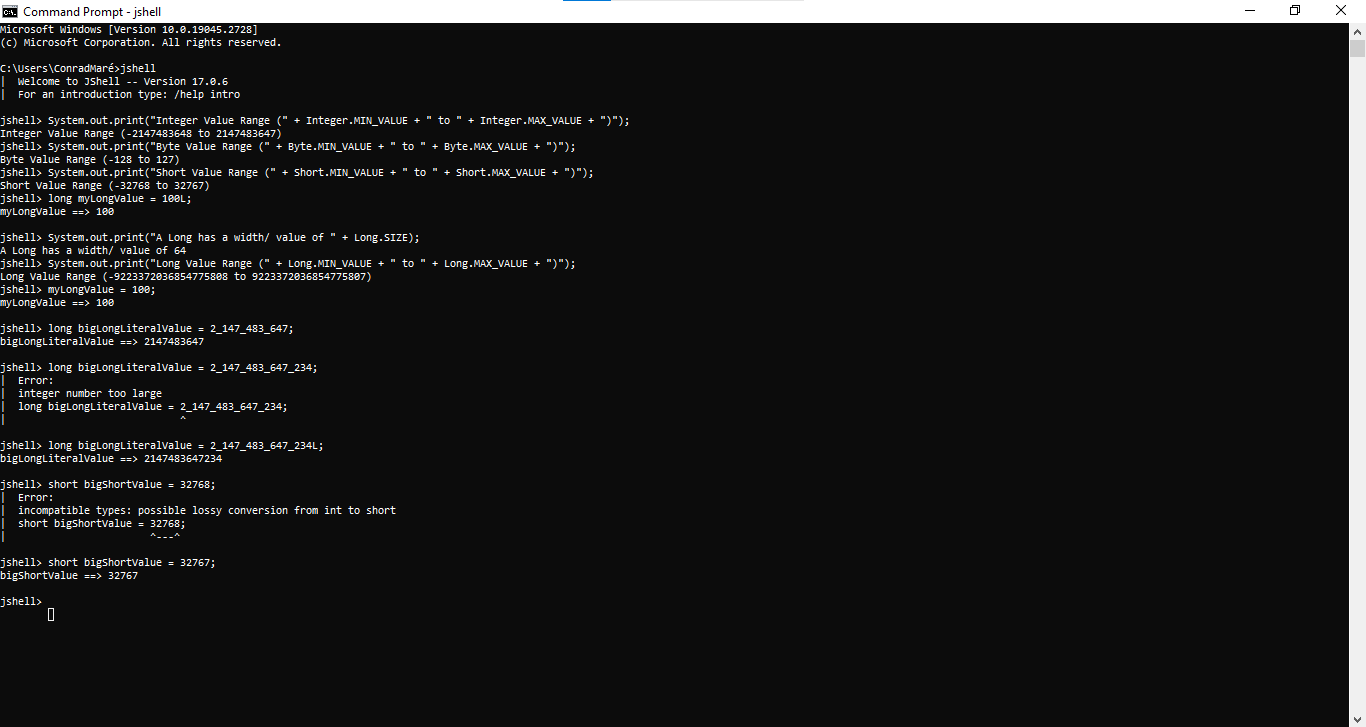 Command Prompt - jshell
Microsoft Windows [Version 10.0.19045.2728]
(c) Microsoft Corporation. All rights reserved.
C:\Users\ConradMaré>jshell
|  Welcome to JShell -- Version 17.0.6
|  For an introduction type: /help intro
jshell> System.out.print("Integer Value Range (" + Integer.MIN_VALUE + " to " + Integer.MAX_VALUE + ")");
Integer Value Range (-2147483648 to 2147483647)
jshell> System.out.print("Byte Value Range (" + Byte.MIN_VALUE + " to " + Byte.MAX_VALUE + ")");
Byte Value Range (-128 to 127)
jshell> System.out.print("Short Value Range (" + Short.MIN_VALUE + " to " + Short.MAX_VALUE + ")");
Short Value Range (-32768 to 32767)
jshell> long myLongValue = 100L;
myLongValue ==> 100
jshell> System.out.print("A Long has a width/ value of " + Long.SIZE);
A Long has a width/ value of 64
jshell> System.out.print("Long Value Range (" + Long.MIN_VALUE + " to " + Long.MAX_VALUE + ")");
Long Value Range (-9223372036854775808 to 9223372036854775807)
jshell> myLongValue = 100;
myLongValue ==> 100
jshell> long bigLongLiteralValue = 2_147_483_647;
bigLongLiteralValue ==> 2147483647
jshell> long bigLongLiteralValue = 2_147_483_647_234;
|  Error:
|  integer number too large
|  long bigLongLiteralValue = 2_147_483_647_234;
|                             ^
jshell> long bigLongLiteralValue = 2_147_483_647_234L;
bigLongLiteralValue ==> 2147483647234
jshell> short bigShortValue = 32768;
|  Error:
|  incompatible types: possible lossy conversion from int to short
|  short bigShortValue = 32768;
|                        ^---^
jshell> short bigShortValue = 32767;
bigShortValue ==> 32767
jshell>